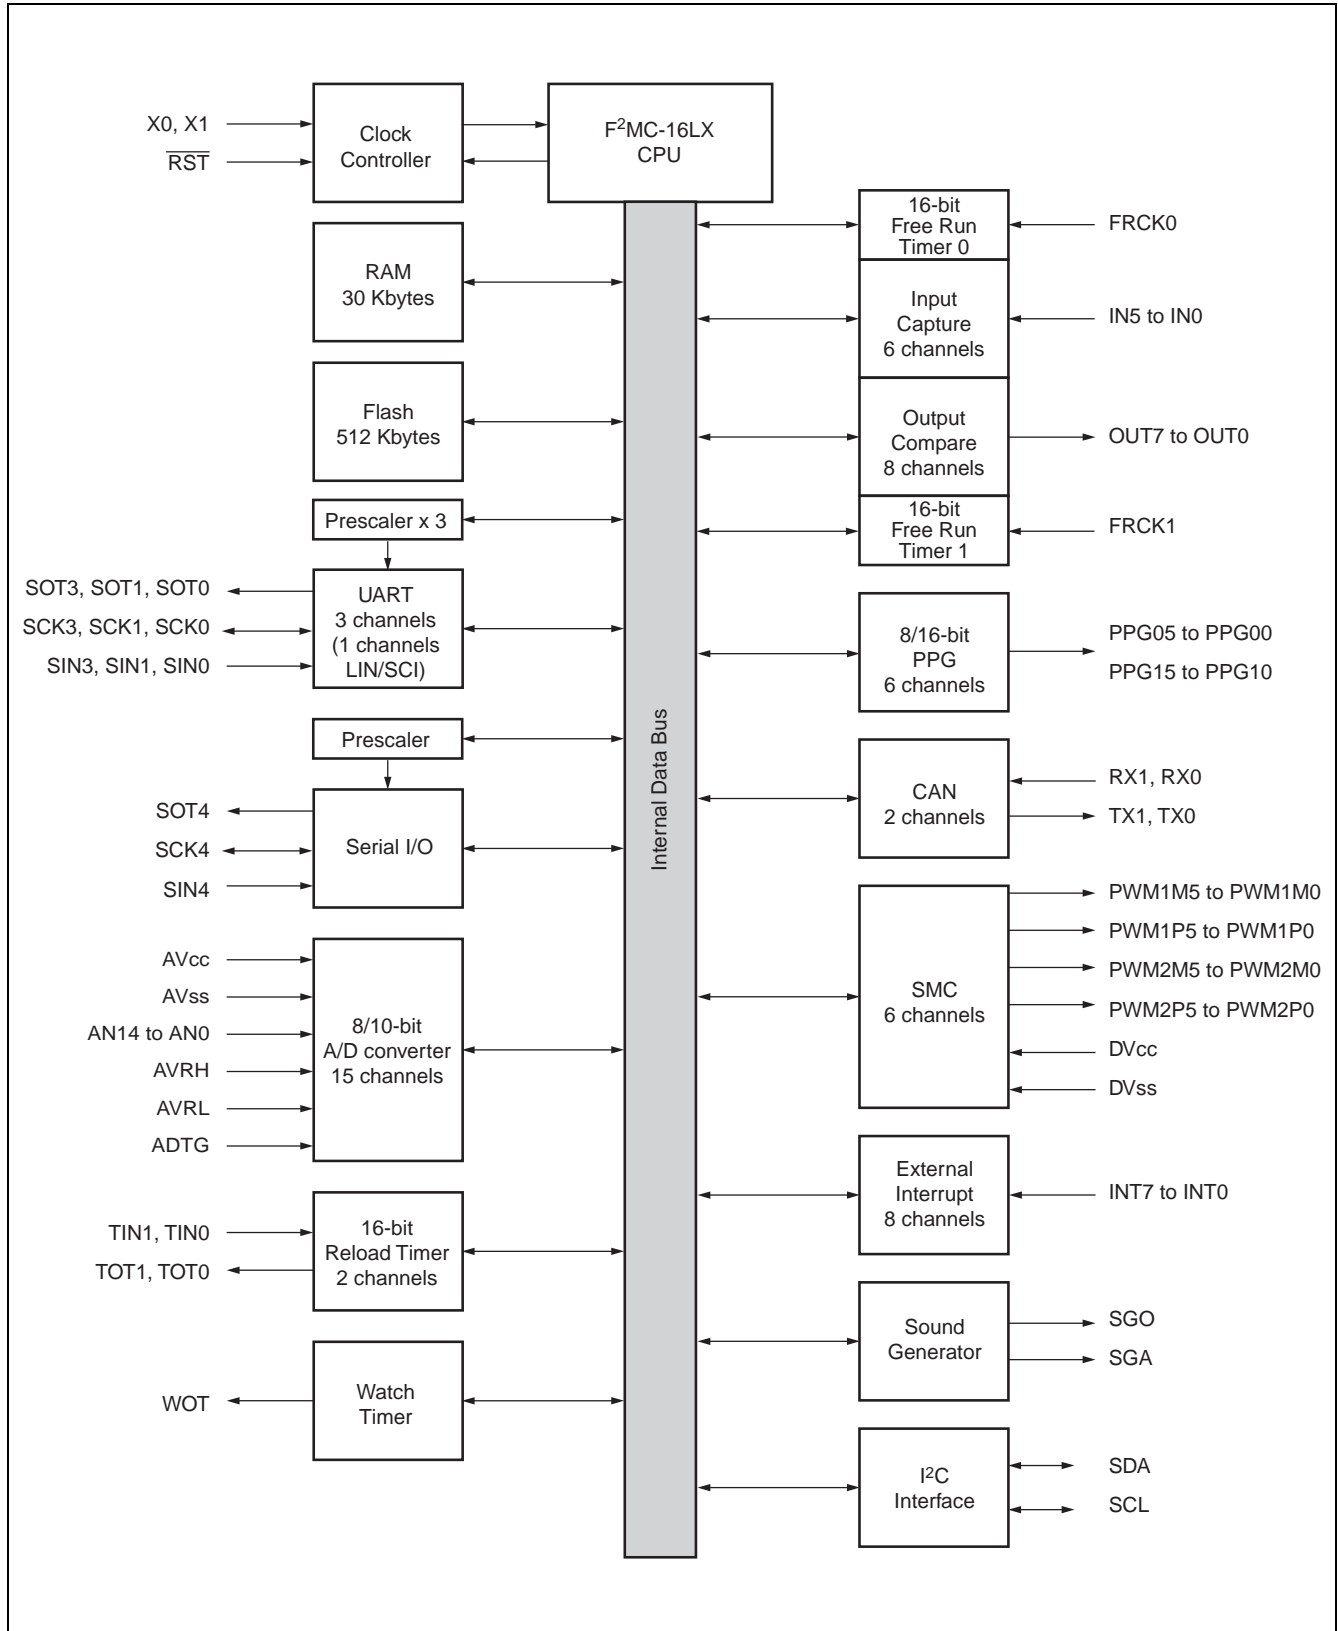 X0, X1
RST
Clock
Controller
F²MC-16LX
CPU
RAM
30 Kbytes
Flash
512 Kbytes
Prescaler x 3
SOT3, SOT1, SOT0
SCK3, SCK1, SCK0
SIN3, SIN1, SIN0
UART
3 channels
(1 channels
LIN/SCI)
Prescaler
SOT4
SCK4
SIN4
Serial I/O
AVcc
AVss
AN14 to AN0
AVRH
AVRL
ADTG
8/10-bit
A/D converter
15 channels
TIN1, TIN0
TOT1, TOT0
16-bit
Reload Timer
2 channels
WOT
Watch
Timer
Internal Data Bus
16-bit
Free Run
Timer 0
FRCK0
Input
Capture
6 channels
IN5 to IN0
Output
Compare
8 channels
OUT7 to OUT0
16-bit
Free Run
Timer 1
FRCK1
8/16-bit
PPG
6 channels
PPG05 to PPG00
PPG15 to PPG10
CAN
2 channels
RX1, RX0
TX1, TX0
SMC
6 channels
PWM1M5 to PWM1M0
PWM1P5 to PWM1P0
PWM2M5 to PWM2M0
PWM2P5 to PWM2P0
DVcc
DVss
External
Interrupt
8 channels
INT7 to INT0
Sound
Generator
SGO
SGA
I²C
Interface
SDA
SCL